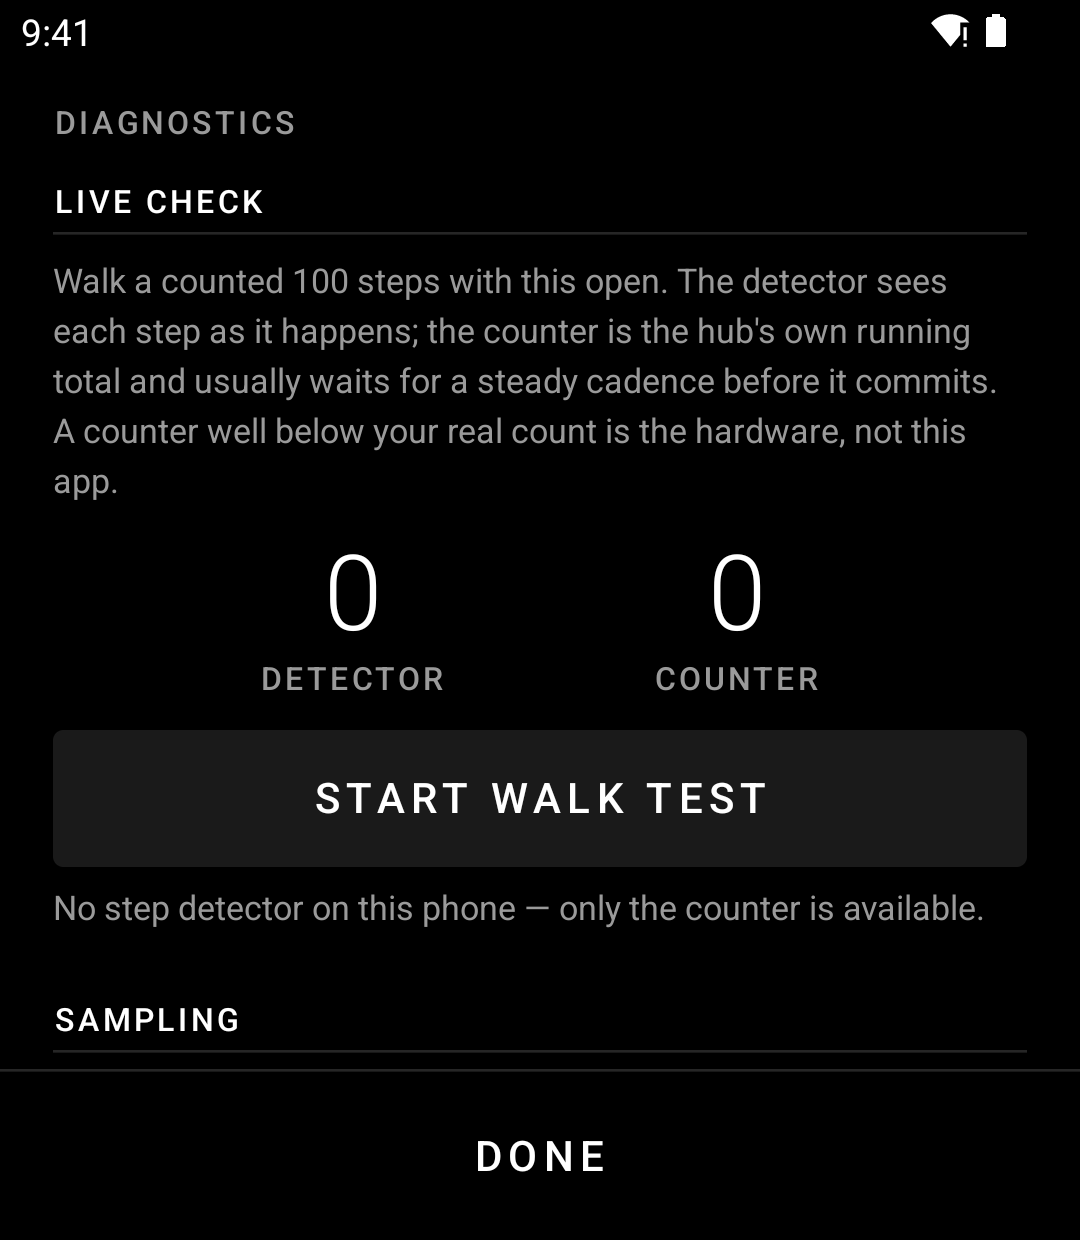 9:41
DIAGNOSTICS
LIVE CHECK
Walk a counted 100 steps with this open. The detector sees
each step as it happens; the counter is the hub's own running
total and usually waits for a steady cadence before it commits.
A counter well below your real count is the hardware, not this
app.
0 0
DETECTOR COUNTER
START WALK TEST
No step detector on this phone — only the counter is available.
SAMPLING
DONE